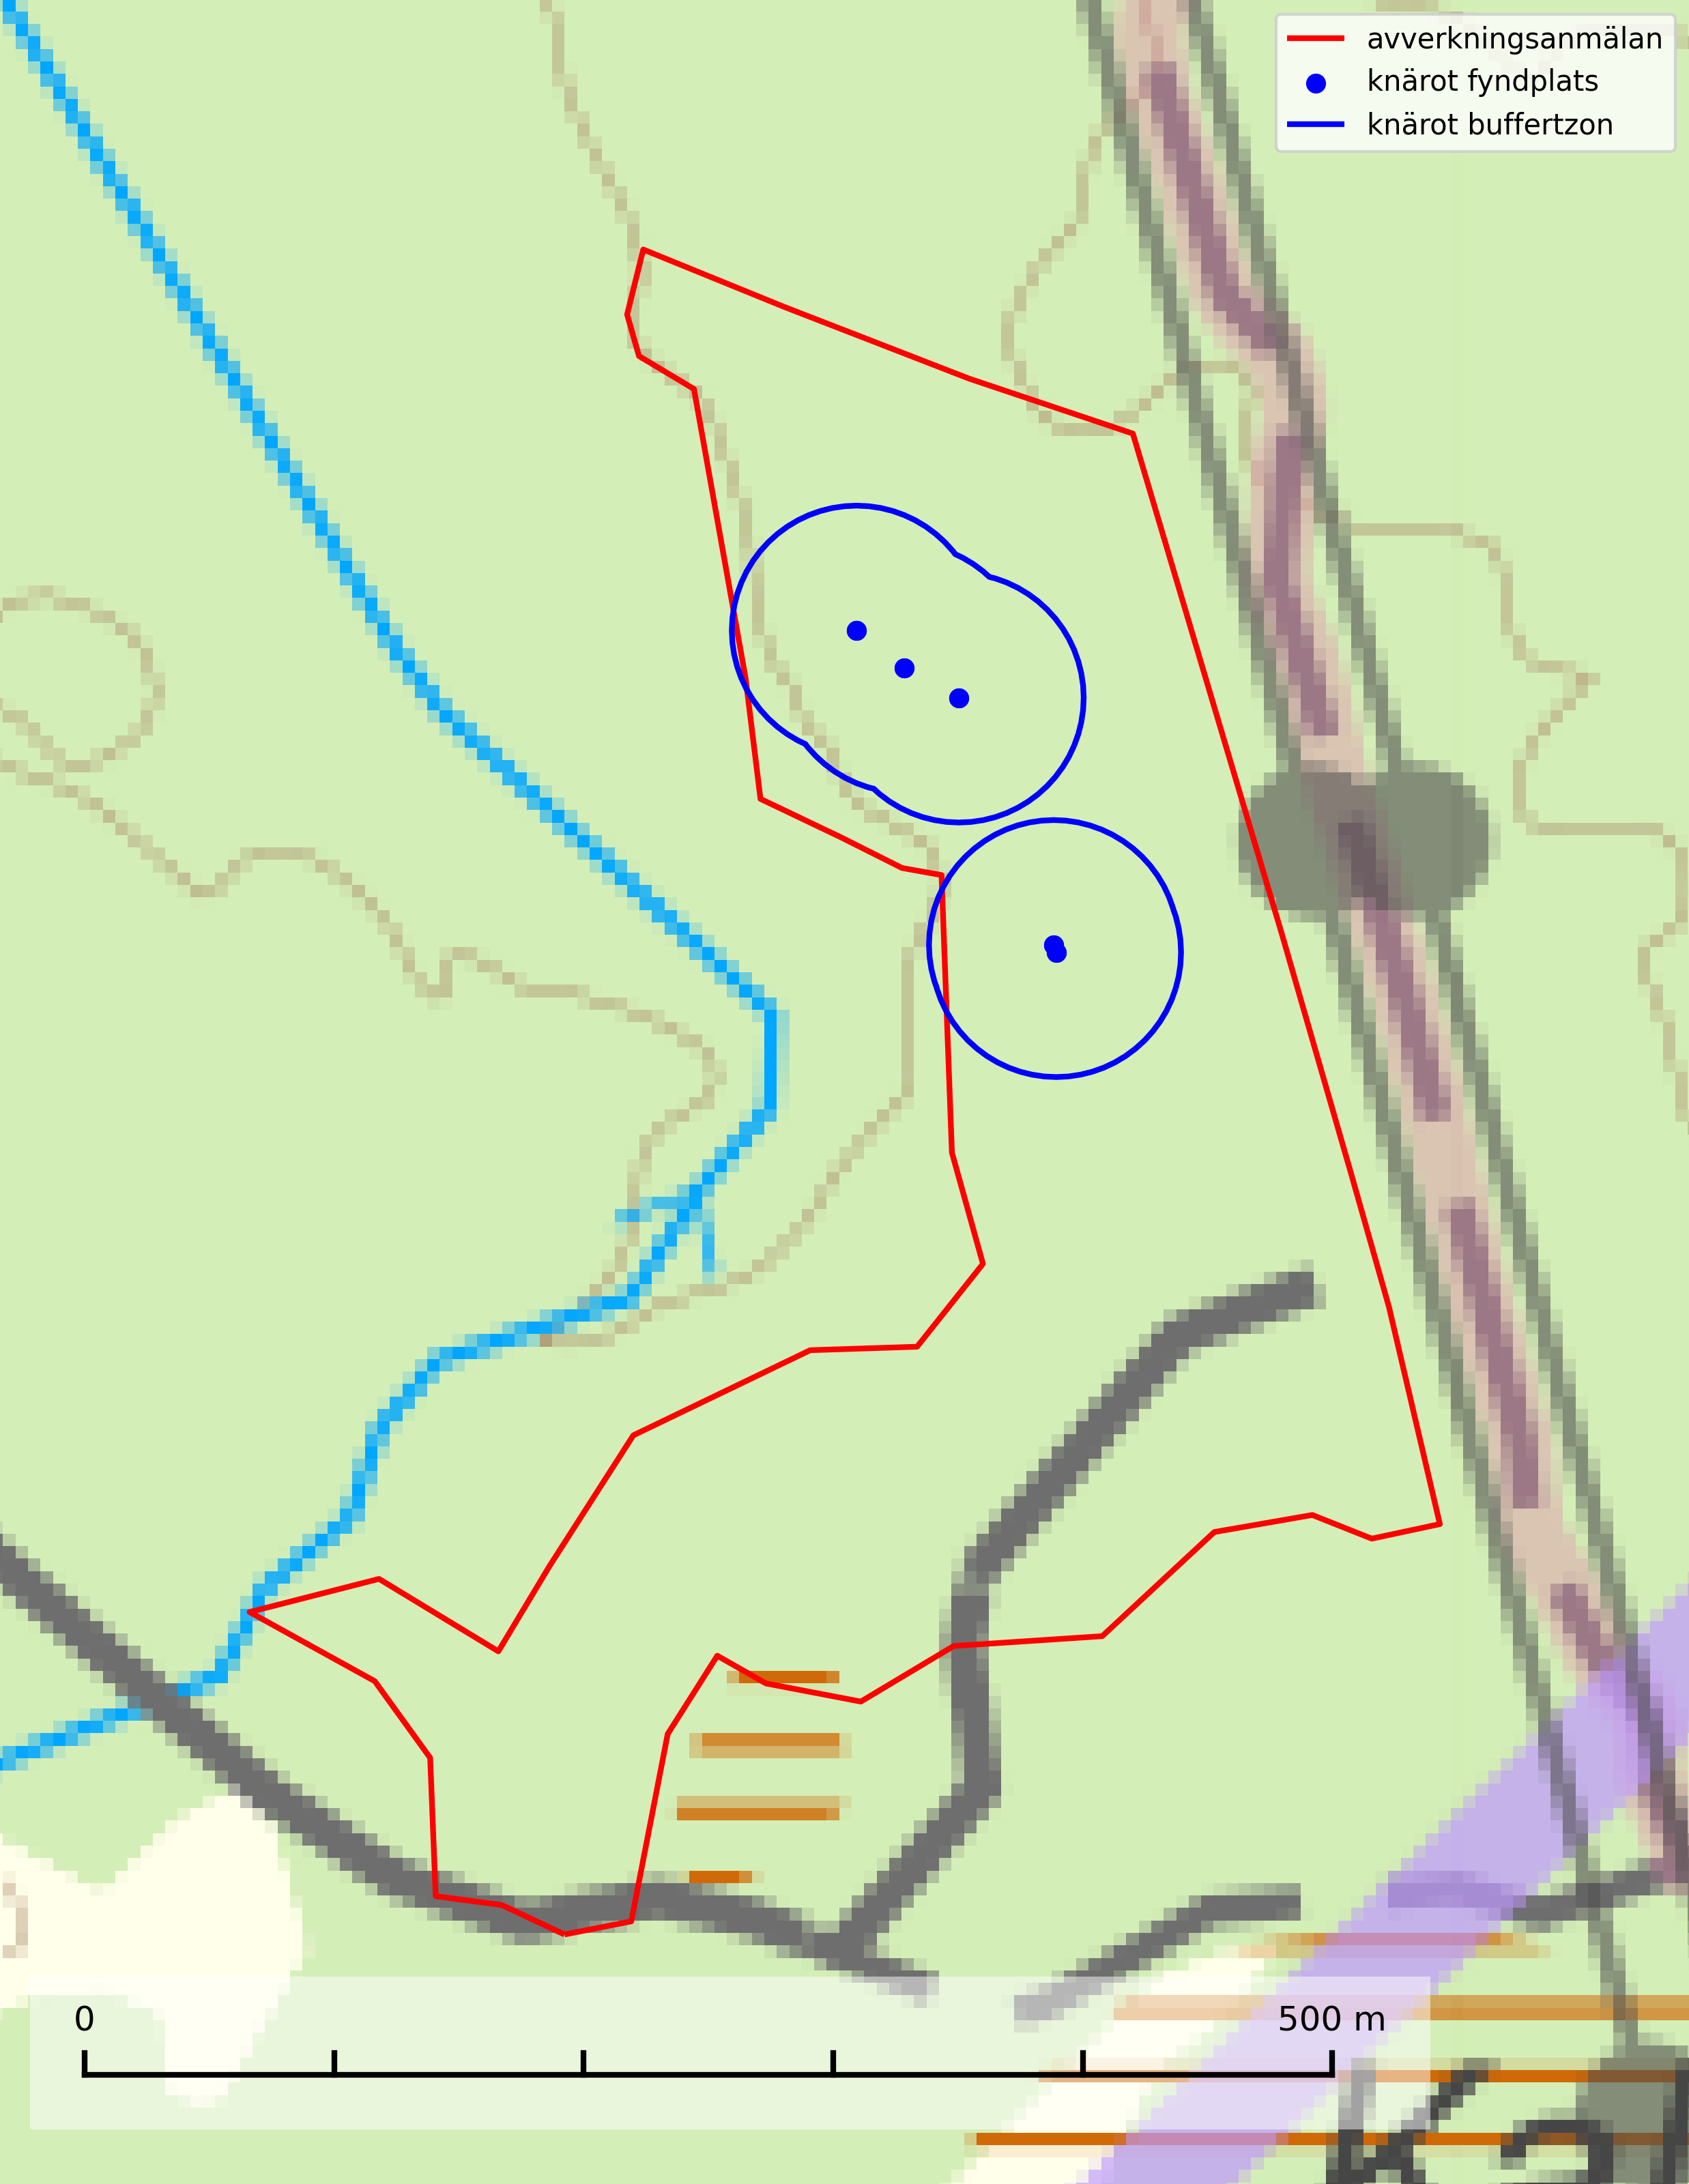 avverkningsanmälan
knärot fyndplats
knärot buffertzon
0
500 m